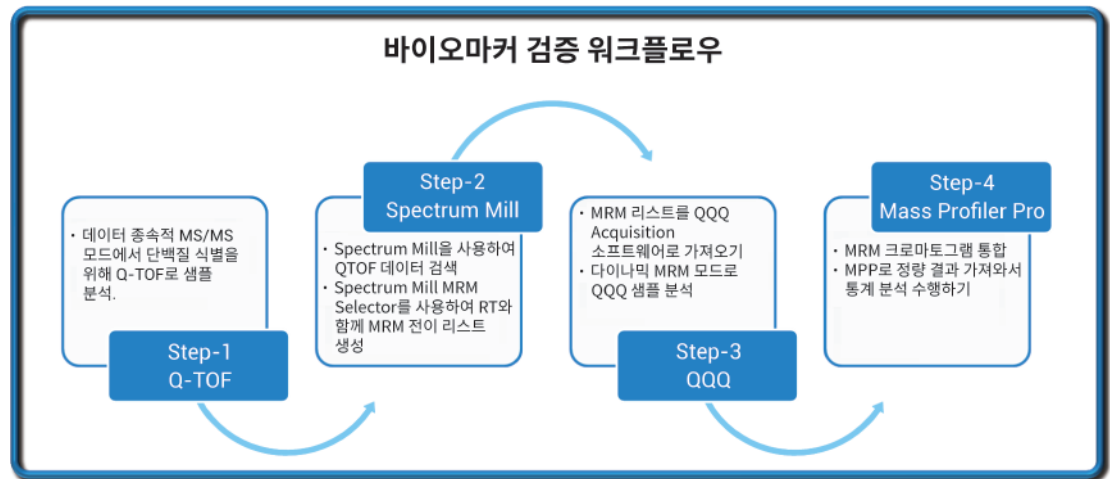 바이오마커 검증 워크플로우
· 데이터 종속적 MS/MS
모드에서 단백질 식별을
위해 Q-TOF로 샘플
분석.
Step-1
Q-TOF
Step-2
Spectrum Mill
· Spectrum Mill을 사용하여
QTOF 데이터 검색
· Spectrum Mill MRM
Selector를 사용하여 RT와
함께 MRM 전이 리스트
생성
· MRM 리스트를 QQQ
Acquisition
소프트웨어로 가져오기
· 다이나믹 MRM 모드로
QQQ 샘플 분석
Step-3
QQQ
Step-4
Mass Profiler Pro
· MRM 크로마토그램 통합
· MPP로 정량 결과 가져와서
통계 분석 수행하기